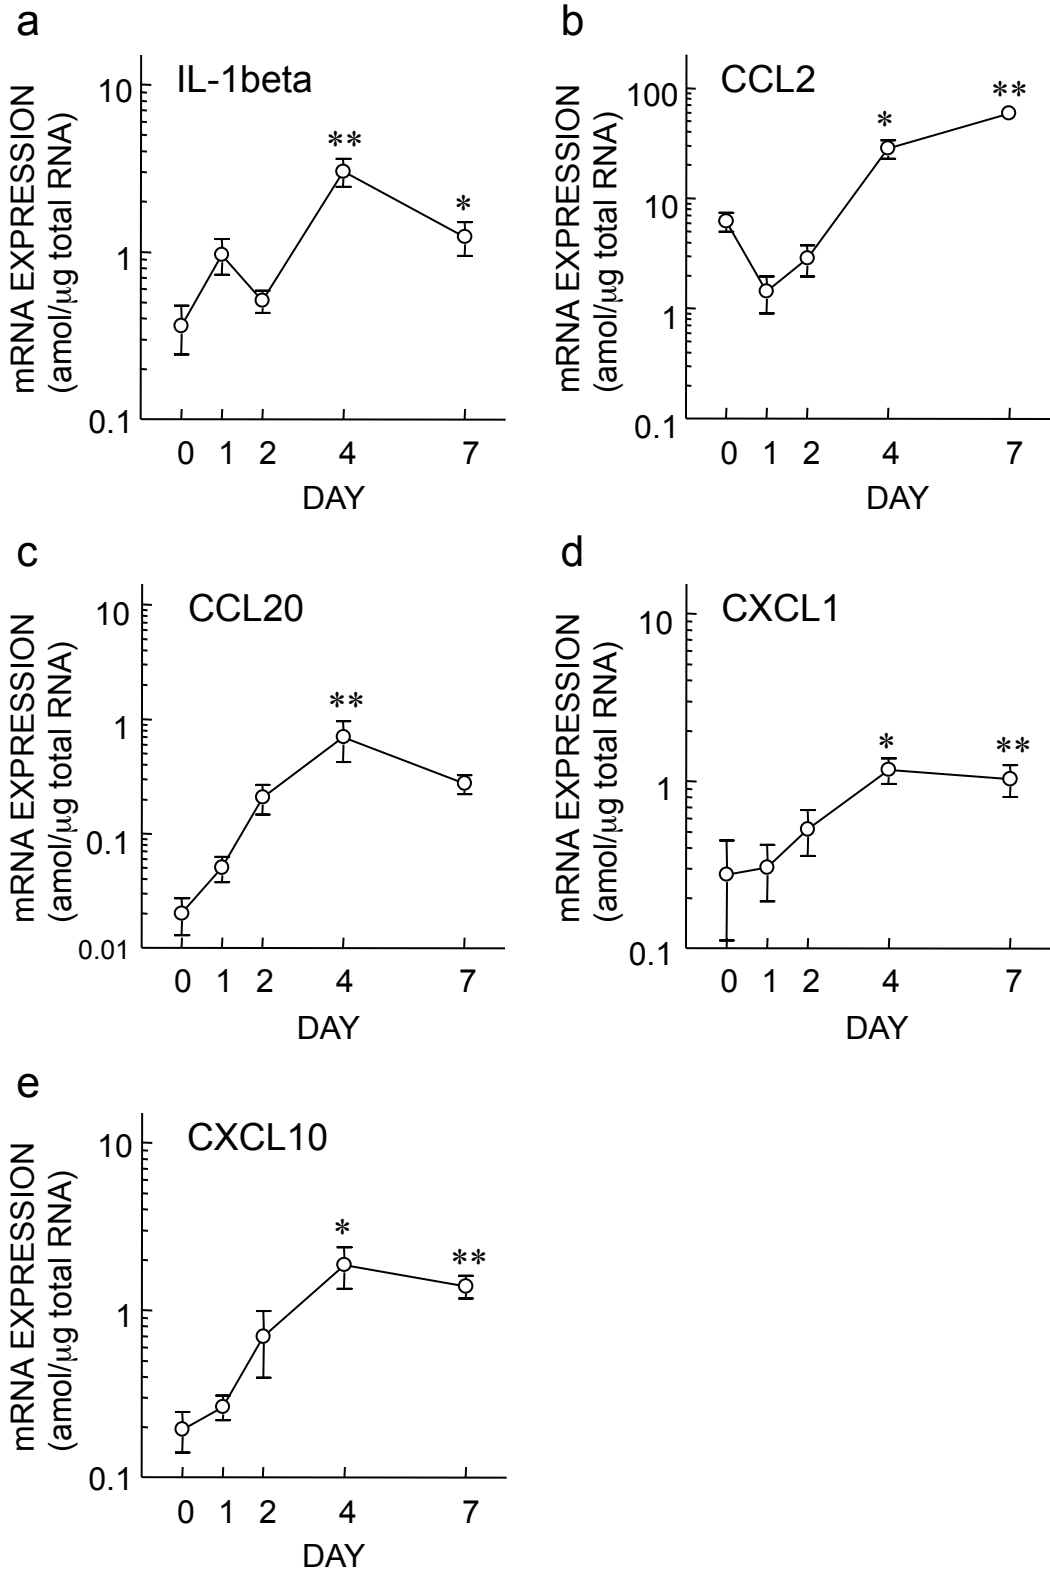 a
IL-1beta
mRNA EXPRESSION
(amol/μg total RNA)
10
1
0.1
**
*
0 1 2 4 7
DAY
b
CCL2
mRNA EXPRESSION
(amol/μg total RNA)
100
10
1
0.1
*
**
0 1 2 4 7
DAY
c
CCL20
mRNA EXPRESSION
(amol/μg total RNA)
10
1
0.1
0.01
**
0 1 2 4 7
DAY
d
CXCL1
mRNA EXPRESSION
(amol/μg total RNA)
10
1
0.1
*
**
0 1 2 4 7
DAY
e
CXCL10
mRNA EXPRESSION
(amol/μg total RNA)
10
1
0.1
*
**
0 1 2 4 7
DAY